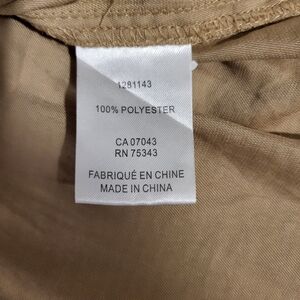 1281143
100% POLYESTER
CA 07043
RN 75343
FABRIQUÉ EN CHINE
MADE IN CHINA